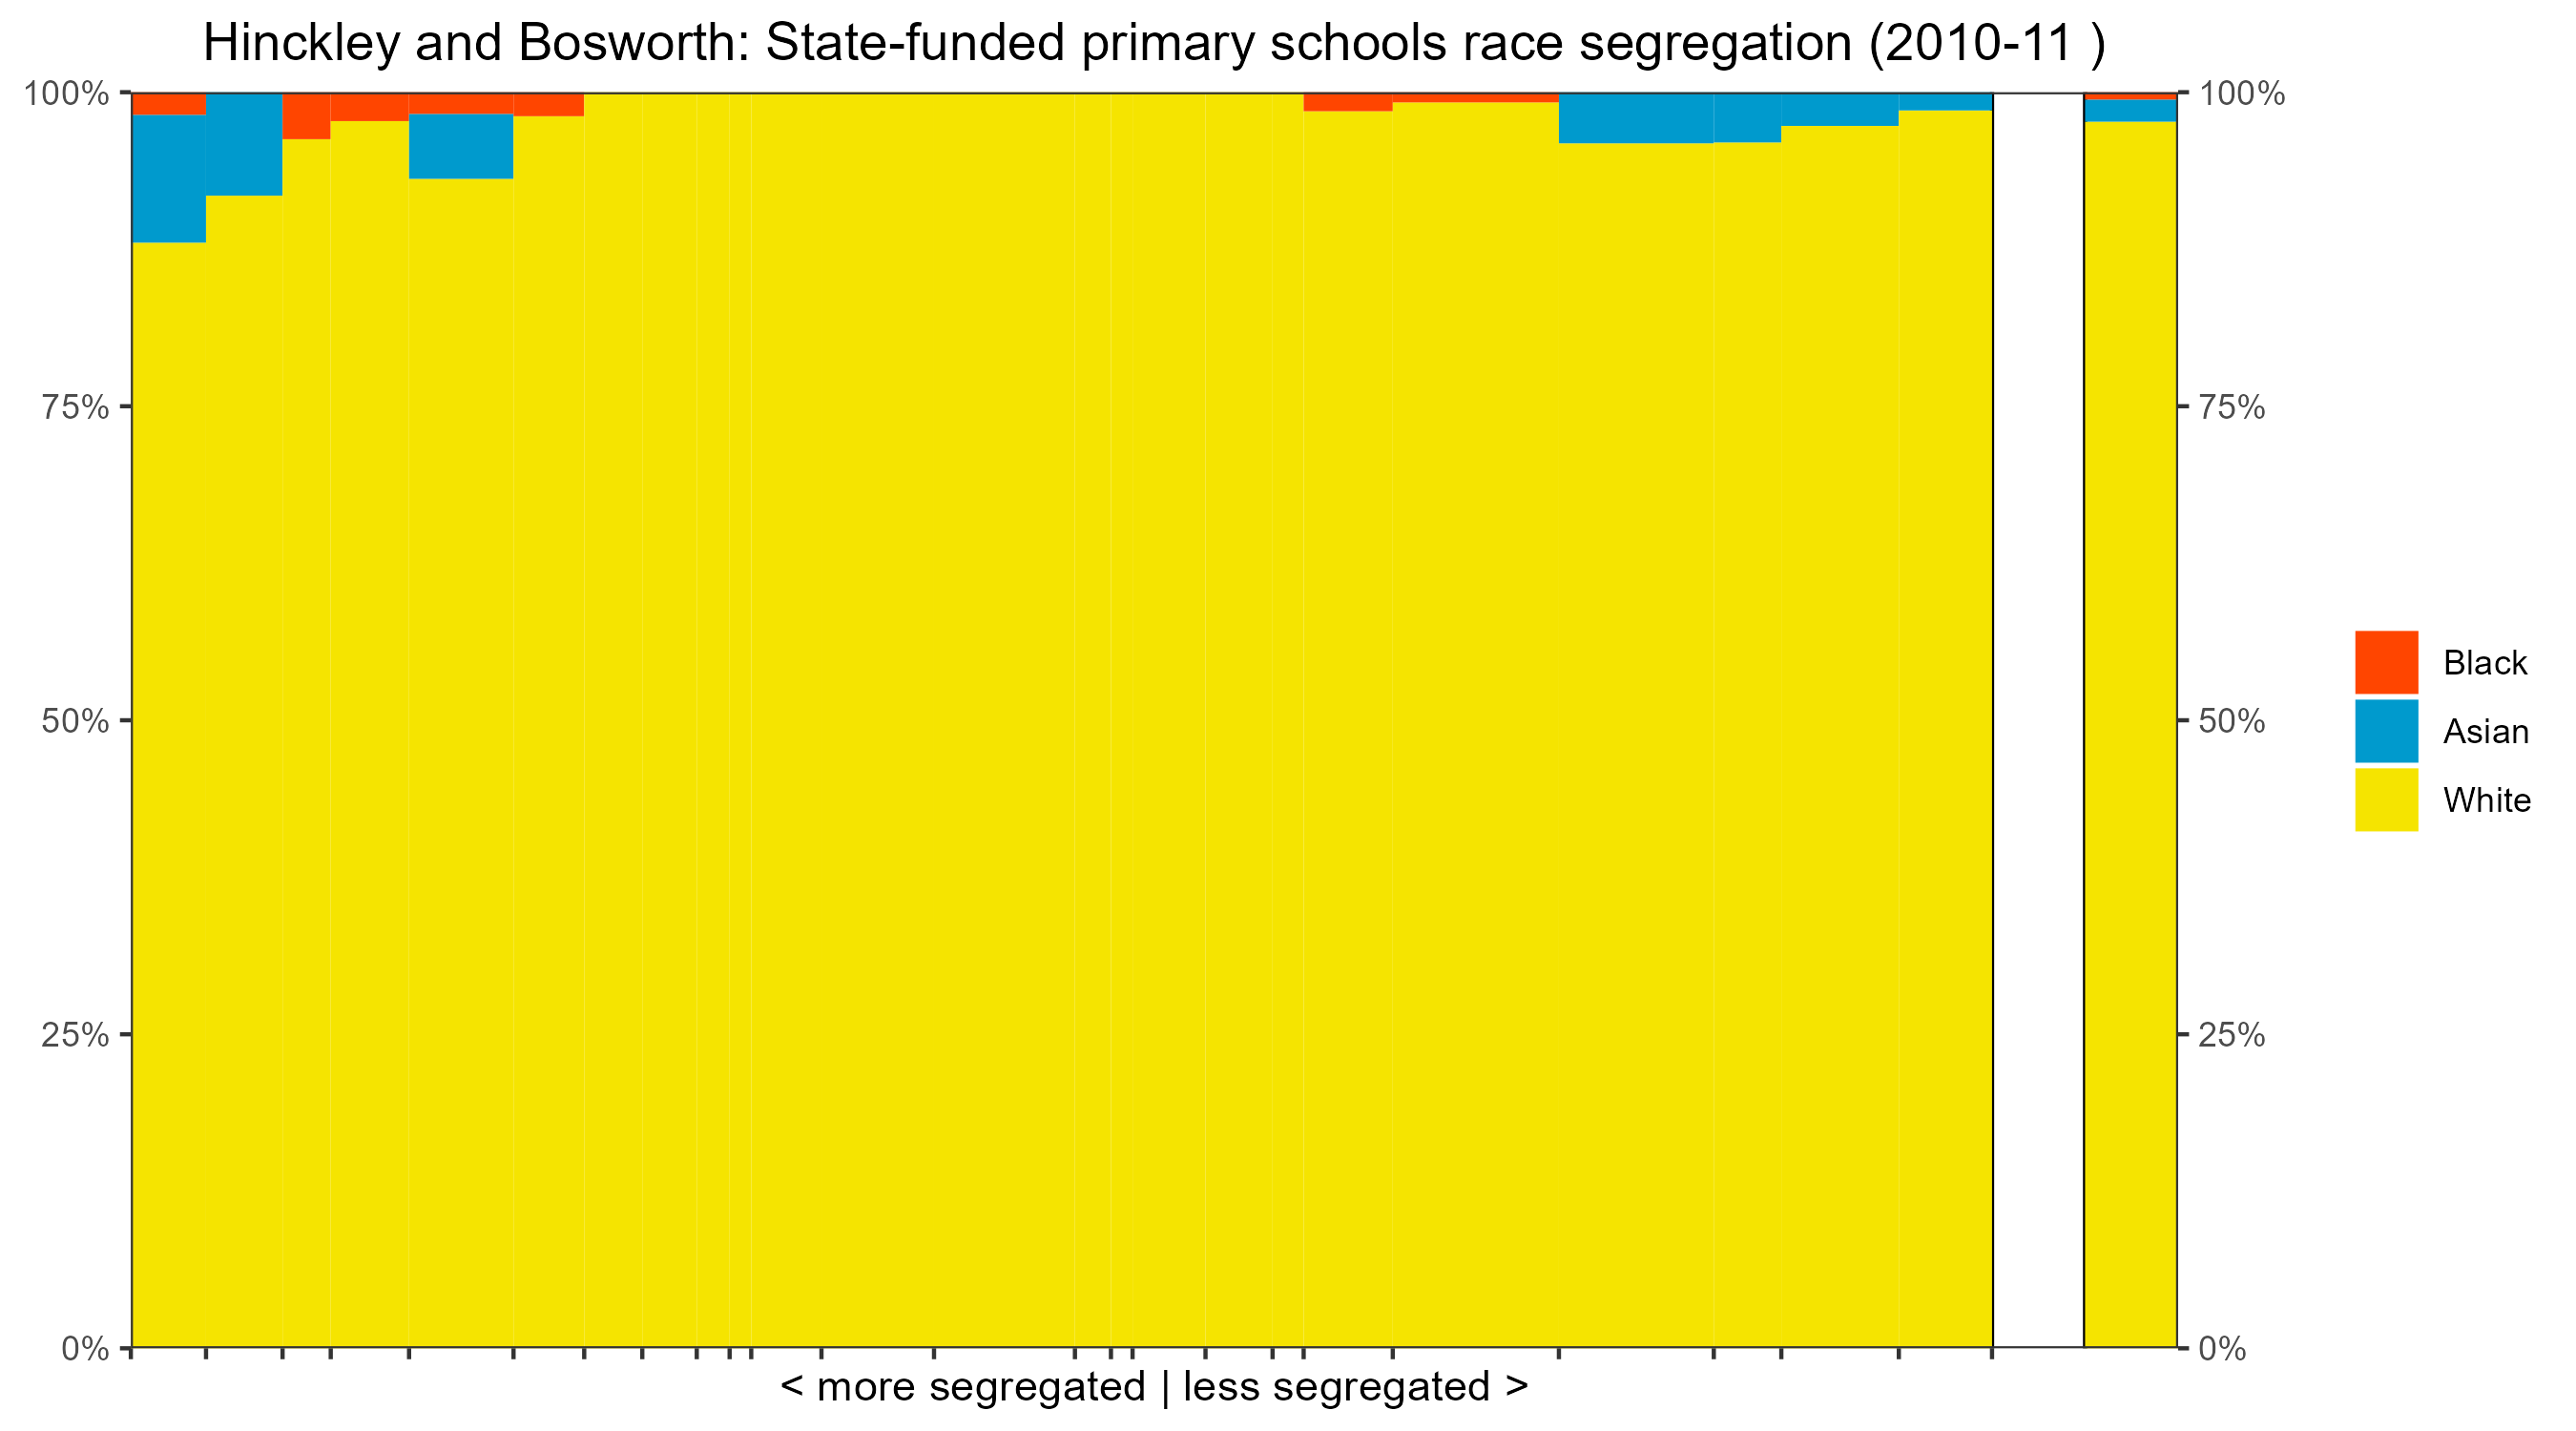 Hinckley and Bosworth: State-funded primary schools race segregation (2010-11 )
100%
75%
50%
25%
0%
100%
75%
50%
25%
0%
Black
Asian
White
< more segregated | less segregated >